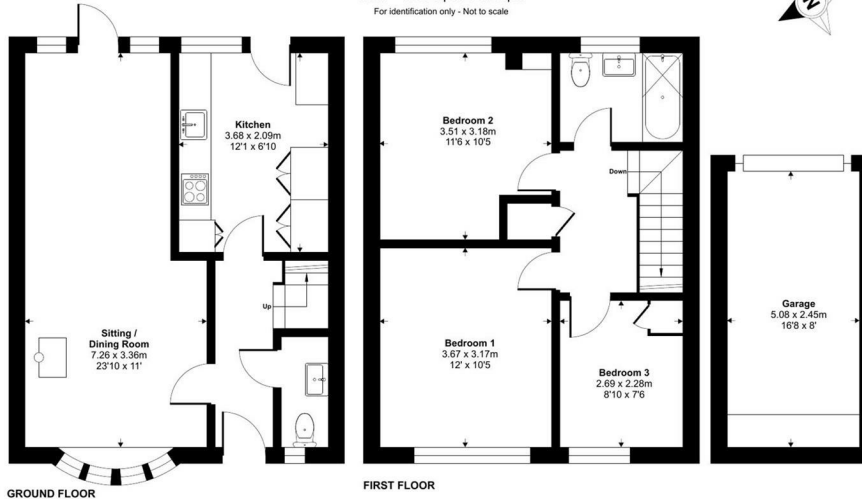 For identification only - Not to scale
N
Kitchen
3.68 x 2.09m
12'1 x 6'10
Up
Sitting /
Dining Room
7.26 x 3.36m
23'10 x 11'
GROUND FLOOR
Bedroom 2
3.51 x 3.18m
11'6 x 10'5
Down
Bedroom 1
3.67 x 3.17m
12' x 10'5
Bedroom 3
2.69 x 2.28m
8'10 x 7'6
FIRST FLOOR
Garage
5.08 x 2.45m
16'8 x 8'